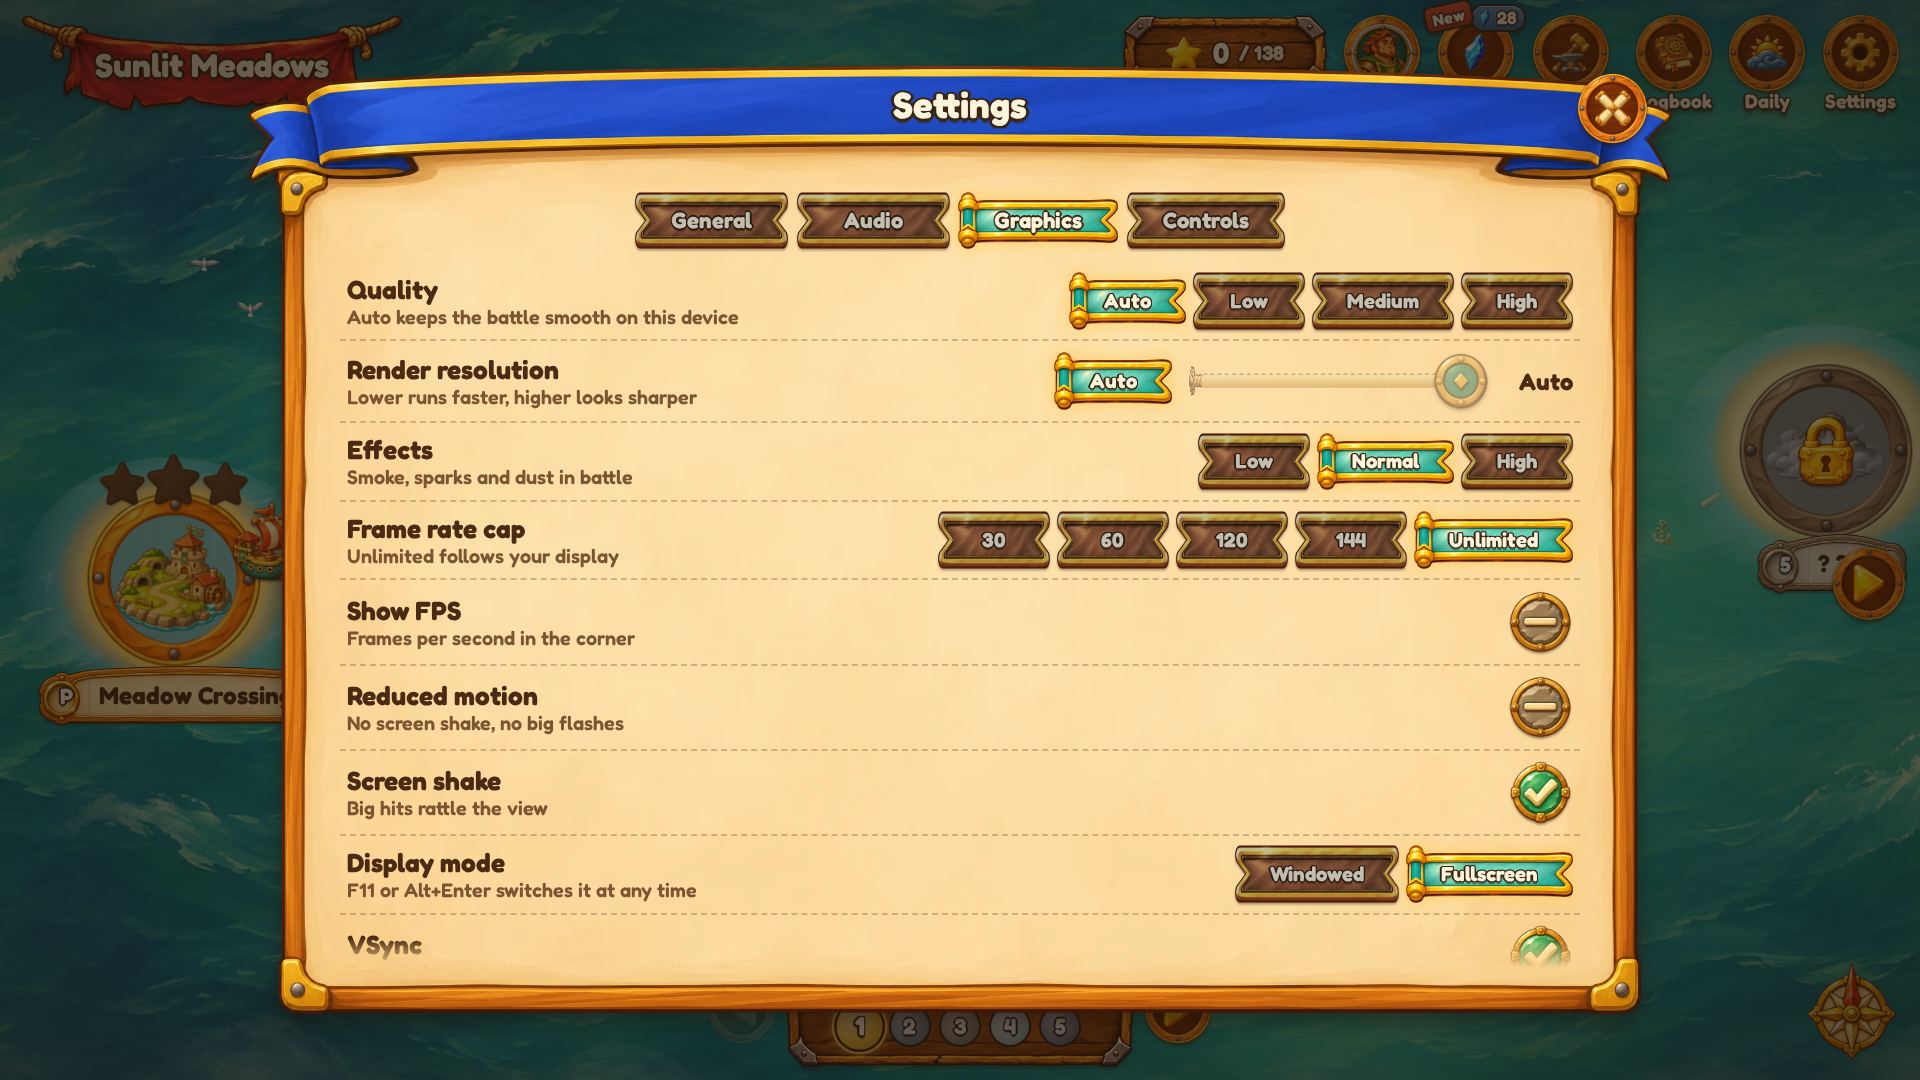 Sunlit Meadows
0 / 138
New
28
Daily
Settings
Settings
General
Audio
Graphics
Controls
Quality
Auto keeps the battle smooth on this device
Auto
Low
Medium
High
Render resolution
Lower runs faster, higher looks sharper
Auto
Auto
Effects
Smoke, sparks and dust in battle
Low
Normal
High
Frame rate cap
Unlimited follows your display
30
60
120
144
Unlimited
Show FPS
Frames per second in the corner
Reduced motion
No screen shake, no big flashes
Screen shake
Big hits rattle the view
Display mode
F11 or Alt+Enter switches it at any time
Windowed
Fullscreen
VSync
P
Meadow Crossing
5
? ?
1
2
3
4
5